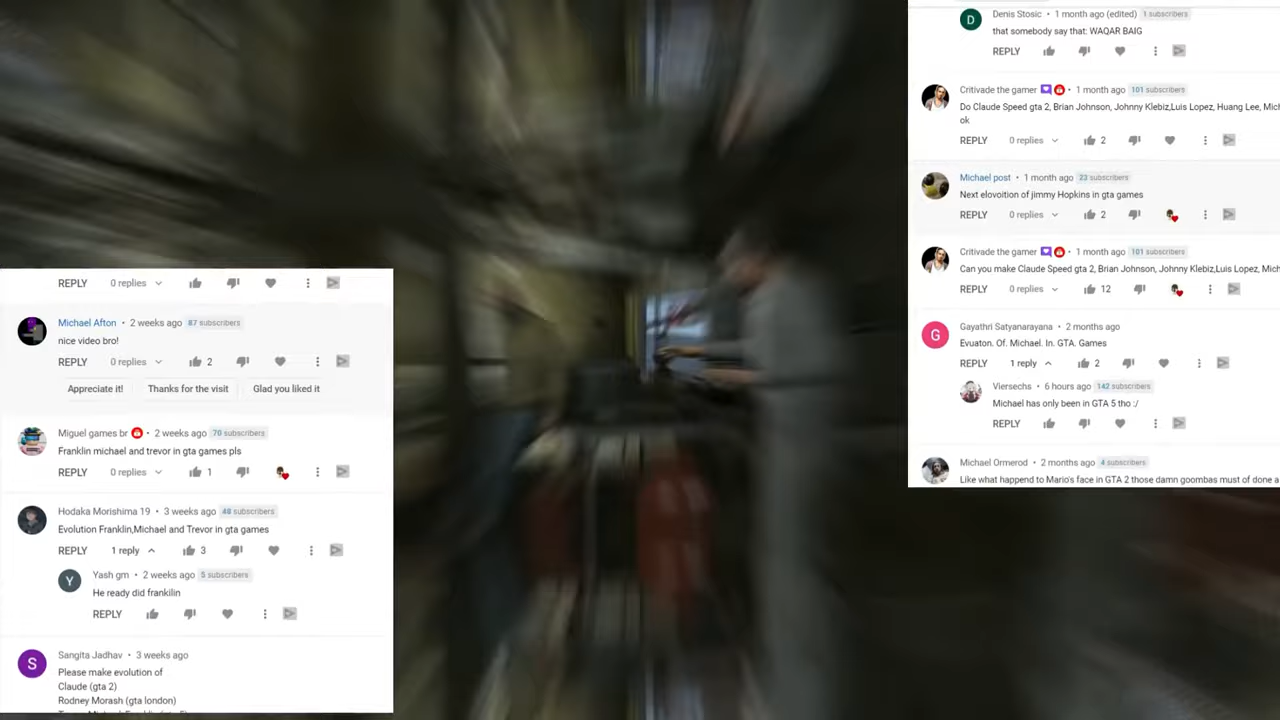 REPLY 0 replies
Michael Afton • 2 weeks ago 87 subscribers
nice video bro!
REPLY 0 replies 2
Appreciate it! Thanks for the visit Glad you liked it
Miguel games br • 2 weeks ago 70 subscribers
Franklin michael and trevor in gta games pls
REPLY 0 replies 1
Hodaka Morishima 19 • 3 weeks ago 48 subscribers
Evolution Franklin,Michael and Trevor in gta games
REPLY 1 reply 3
Y
Yash gm • 2 weeks ago 5 subscribers
He ready did frankilin
REPLY
S
Sangita Jadhav • 3 weeks ago
Please make evolution of
Claude (gta 2)
Rodney Morash (gta london)
D
Denis Stosic • 1 month ago (edited) 1 subscribers
that somebody say that: WAQAR BAIG
REPLY
Critivade the gamer • 1 month ago 101 subscribers
Do Claude Speed gta 2, Brian Johnson, Johnny Klebiz,Luis Lopez, Huang Lee, Mich
ok
REPLY 0 replies 2
Michael post • 1 month ago 23 subscribers
Next elovoition of jimmy Hopkins in gta games
REPLY 0 replies 2
Critivade the gamer • 1 month ago 101 subscribers
Can you make Claude Speed gta 2, Brian Johnson, Johnny Klebiz,Luis Lopez, Mich
REPLY 0 replies 12
G
Gayathri Satyanarayana • 2 months ago
Evuaton. Of. Michael. In. GTA. Games
REPLY 1 reply 2
Viersechs • 6 hours ago 142 subscribers
Michael has only been in GTA 5 tho :/
REPLY
Michael Ormerod • 2 months ago 4 subscribers
Like what happend to Mario's face in GTA 2 those damn goombas must of done a